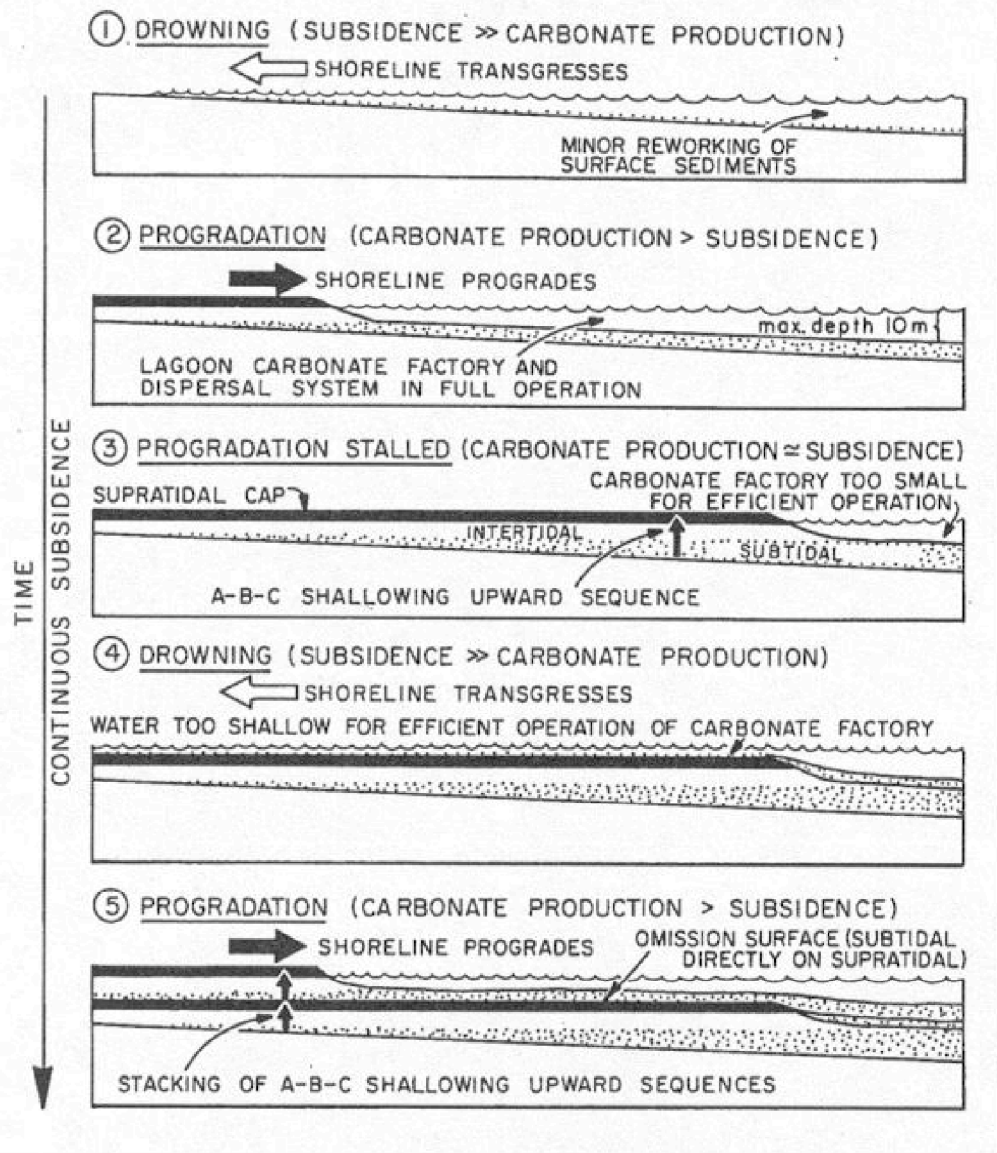 ① DROWNING (SUBSIDENCE >> CARBONATE PRODUCTION)
SHORELINE TRANSGRESSES
MINOR REWORKING OF
SURFACE SEDIMENTS
② PROGRADATION (CARBONATE PRODUCTION > SUBSIDENCE)
SHORELINE PROGRADES
max. depth 10m
LAGOON CARBONATE FACTORY AND
DISPERSAL SYSTEM IN FULL OPERATION
③ PROGRADATION STALLED (CARBONATE PRODUCTION ≃ SUBSIDENCE)
CARBONATE FACTORY TOO SMALL
FOR EFFICIENT OPERATION
SUPRATIDAL CAP
INTERTIDAL
SUBTIDAL
A-B-C SHALLOWING UPWARD SEQUENCE
④ DROWNING (SUBSIDENCE >> CARBONATE PRODUCTION)
SHORELINE TRANSGRESSES
WATER TOO SHALLOW FOR EFFICIENT OPERATION OF CARBONATE FACTORY
⑤ PROGRADATION (CARBONATE PRODUCTION > SUBSIDENCE)
SHORELINE PROGRADES
OMISSION SURFACE (SUBTIDAL
DIRECTLY ON SUPRATIDAL)
STACKING OF A-B-C SHALLOWING UPWARD SEQUENCES
TIME
CONTINUOUS SUBSIDENCE